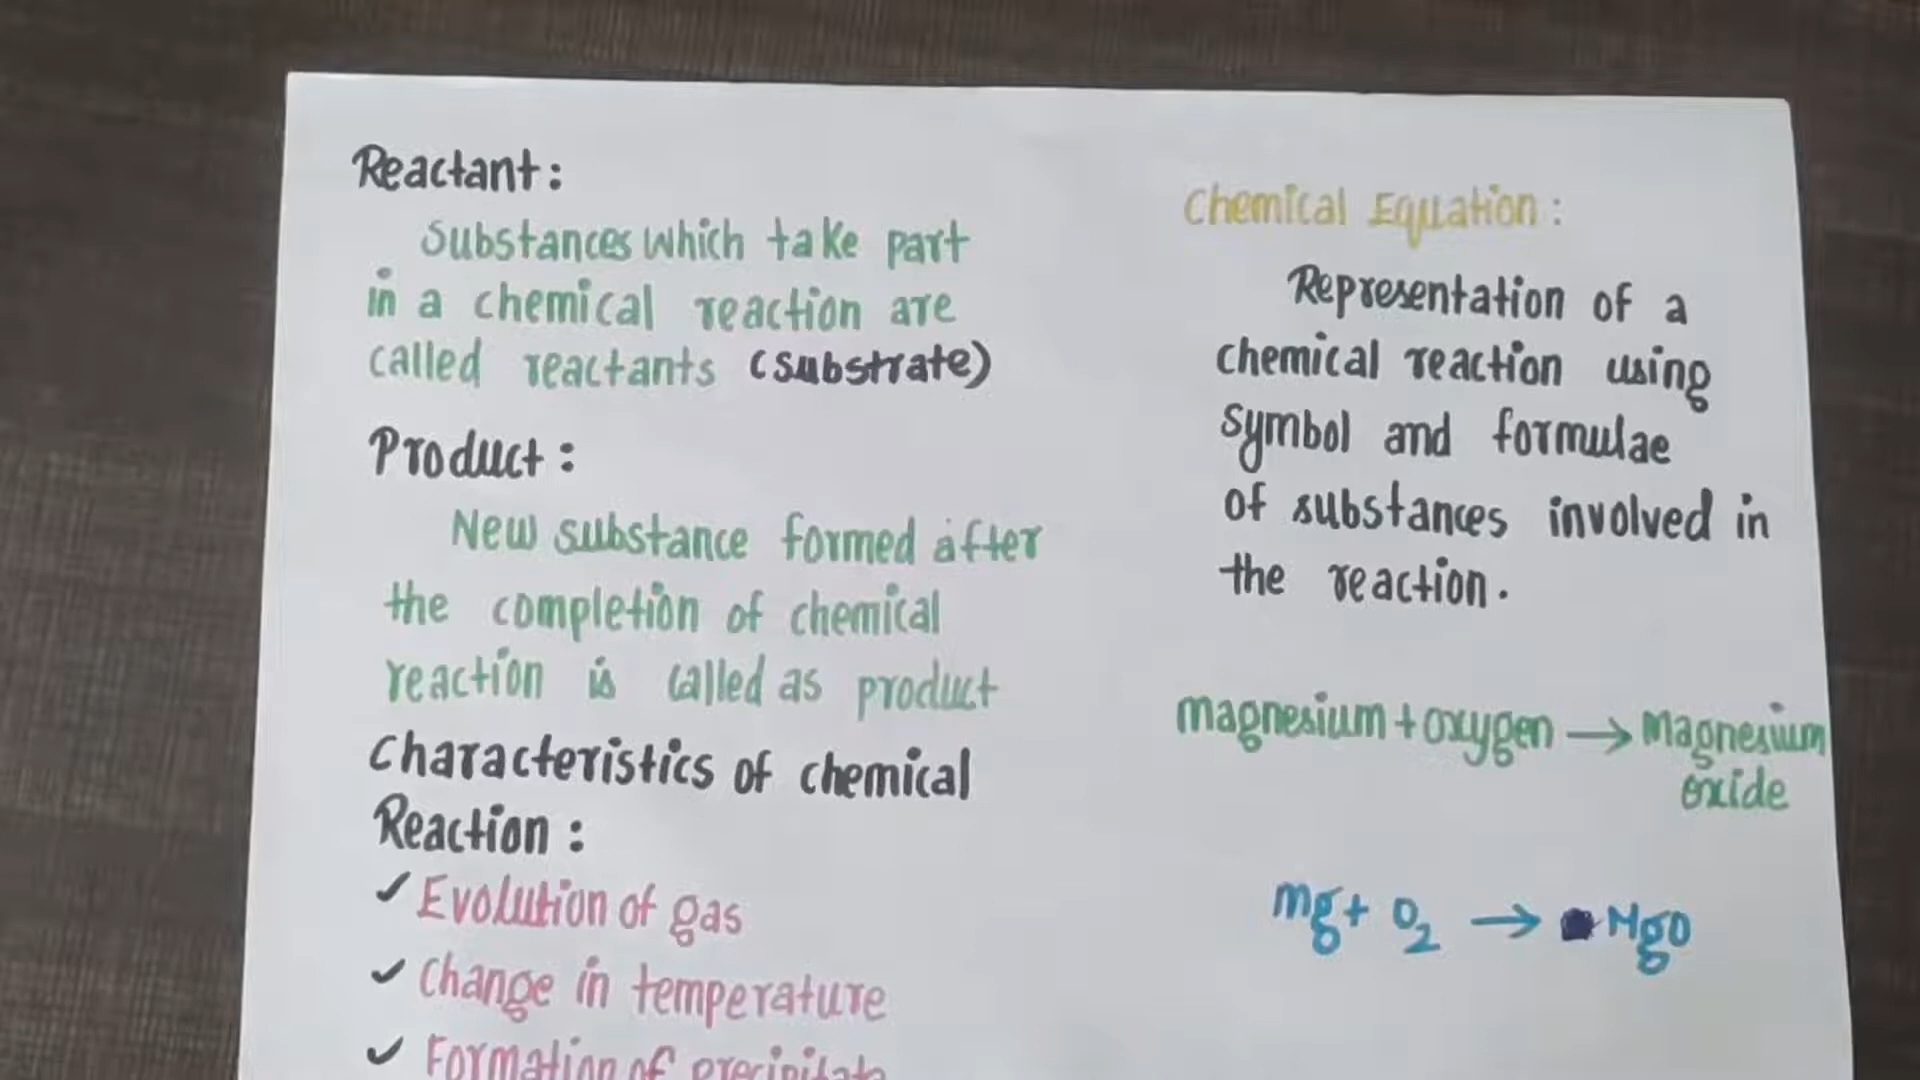 Reactant:
Substances which take part
in a chemical reaction are
called reactants (substrate)
Product:
New substance formed after
the completion of chemical
reaction is called as product
Characteristics of chemical
Reaction:
✓ Evolution of gas
✓ Change in temperature
✓ Formation of precipitate
Chemical Equation:
Representation of a
chemical reaction using
symbol and formulae
of substances involved in
the reaction.
magnesium + oxygen → Magnesium
oxide
mg + O₂ → MgO